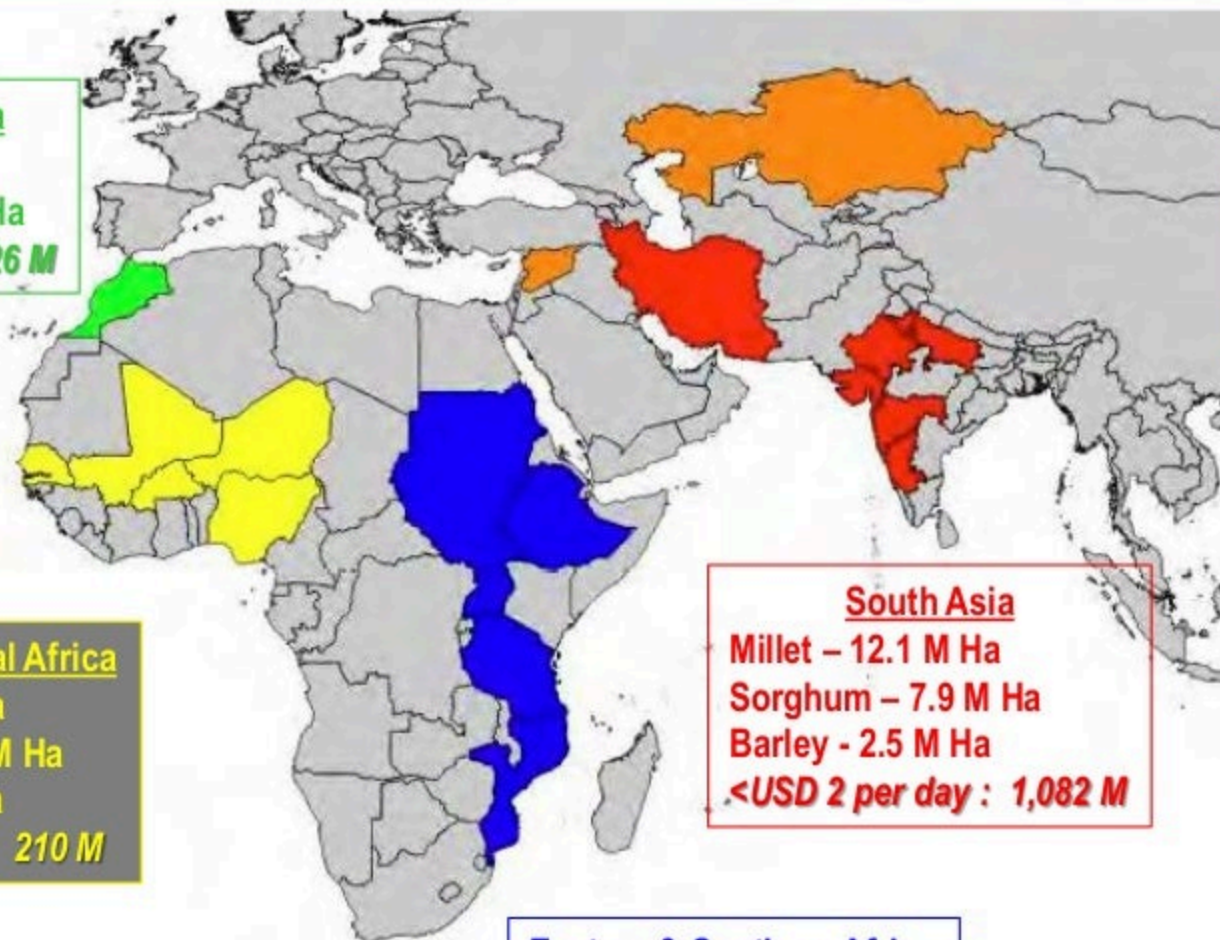 Ha
26 M
South Asia
Millet – 12.1 M Ha
Sorghum – 7.9 M Ha
Barley - 2.5 M Ha
<USD 2 per day : 1,082 M
al Africa
M Ha
210 M